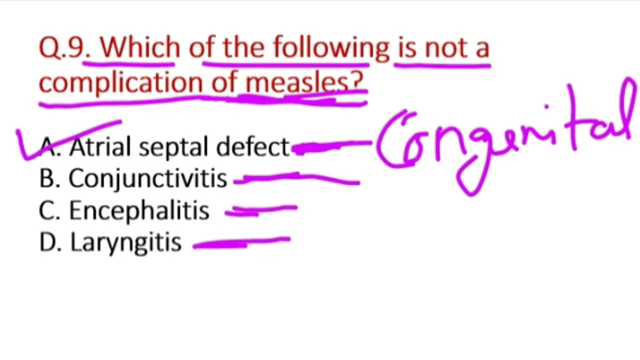 Q.9. Which of the following is not a
complication of measles?
A. Atrial septal defect Congenital
B. Conjunctivitis
C. Encephalitis
D. Laryngitis